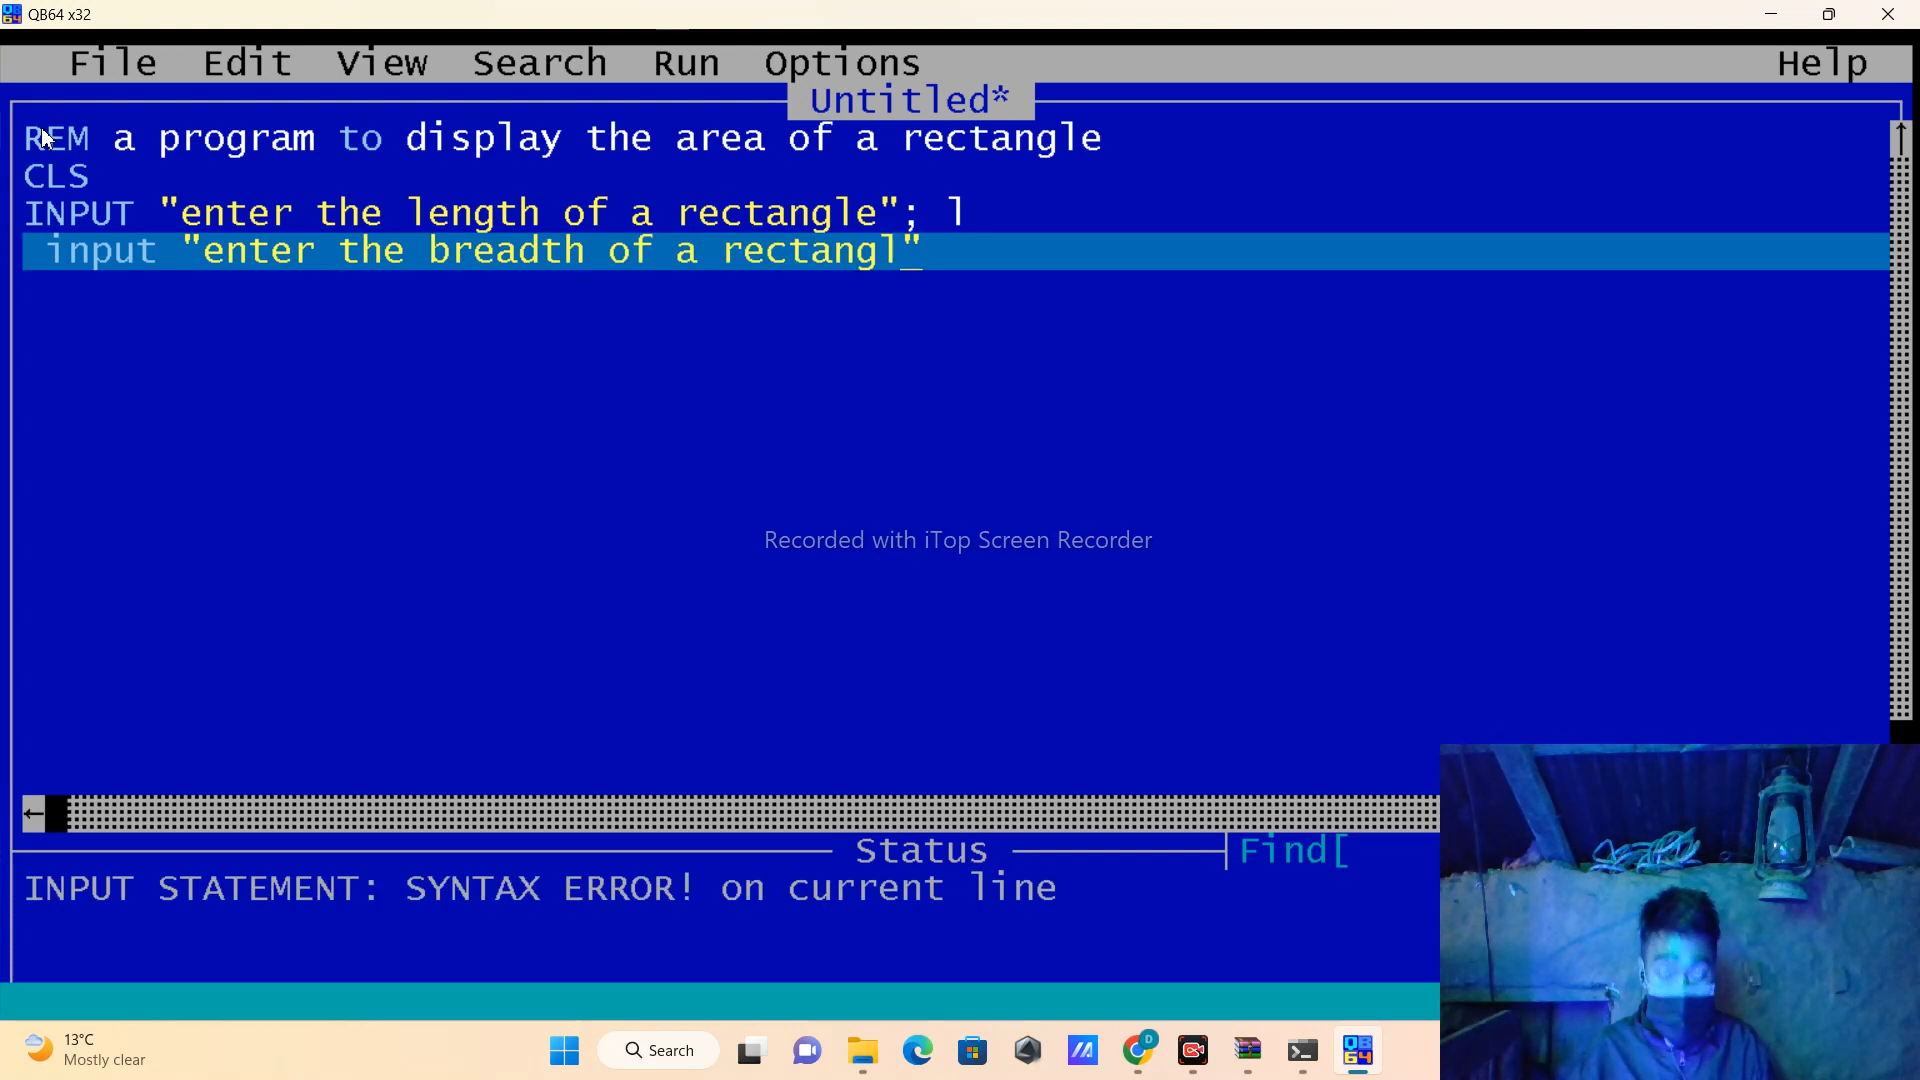 QB64 x32
File Edit View Search Run Options Help
Untitled*
REM a program to display the area of a rectangle
CLS
INPUT "enter the length of a rectangle"; l
input "enter the breadth of a rectangl"
Recorded with iTop Screen Recorder
Status Find[
INPUT STATEMENT: SYNTAX ERROR! on current line
13°C
Mostly clear
Search
D
QB
64